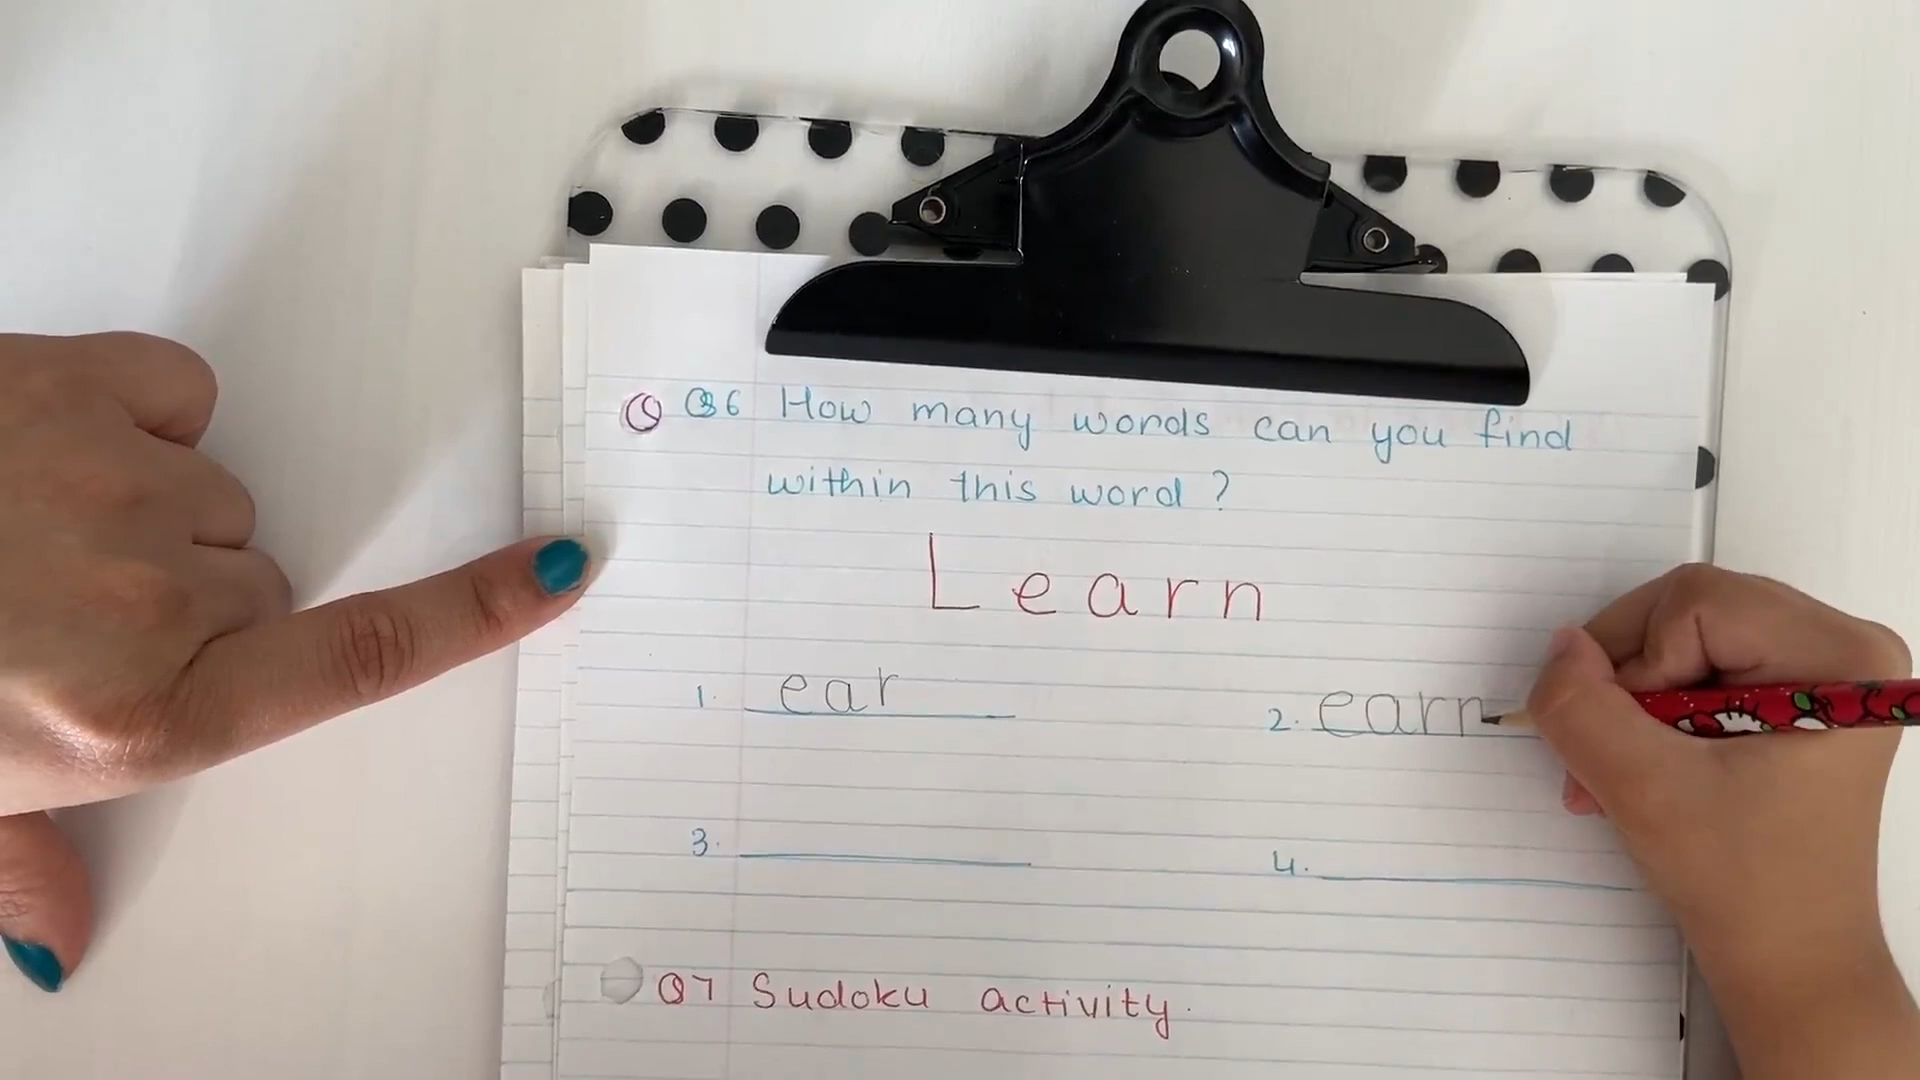 Q Q6 How many words can you find
within this word ?
Learn
1. ear 2. earn
3. 4.
Q7 Sudoku activity.